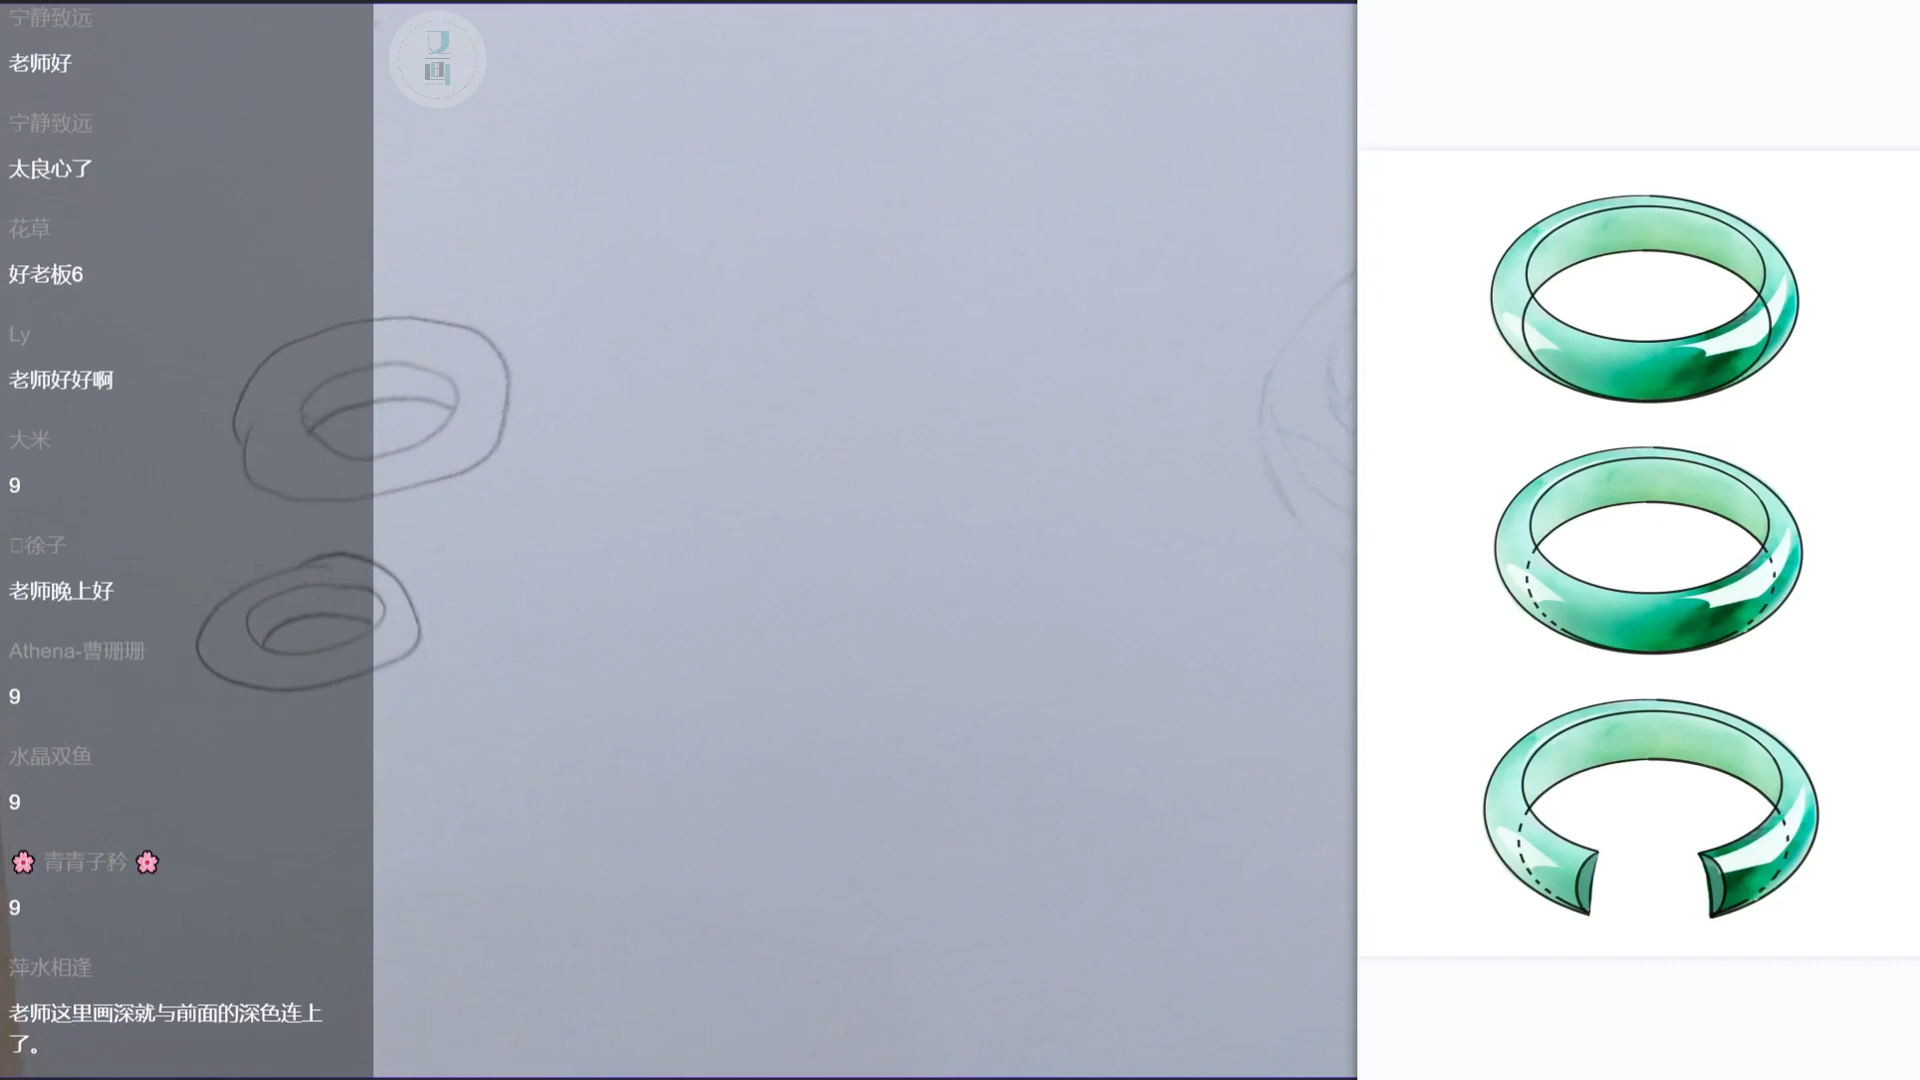 宁静致远
老师好
宁静致远
太良心了
花草
好老板6
Ly
老师好好啊
大米
9
徐子
老师晚上好
Athena-曹珊珊
9
水晶双鱼
9
🌸 青青子矜 🌸
9
萍水相逢
老师这里画深就与前面的深色连上
了。